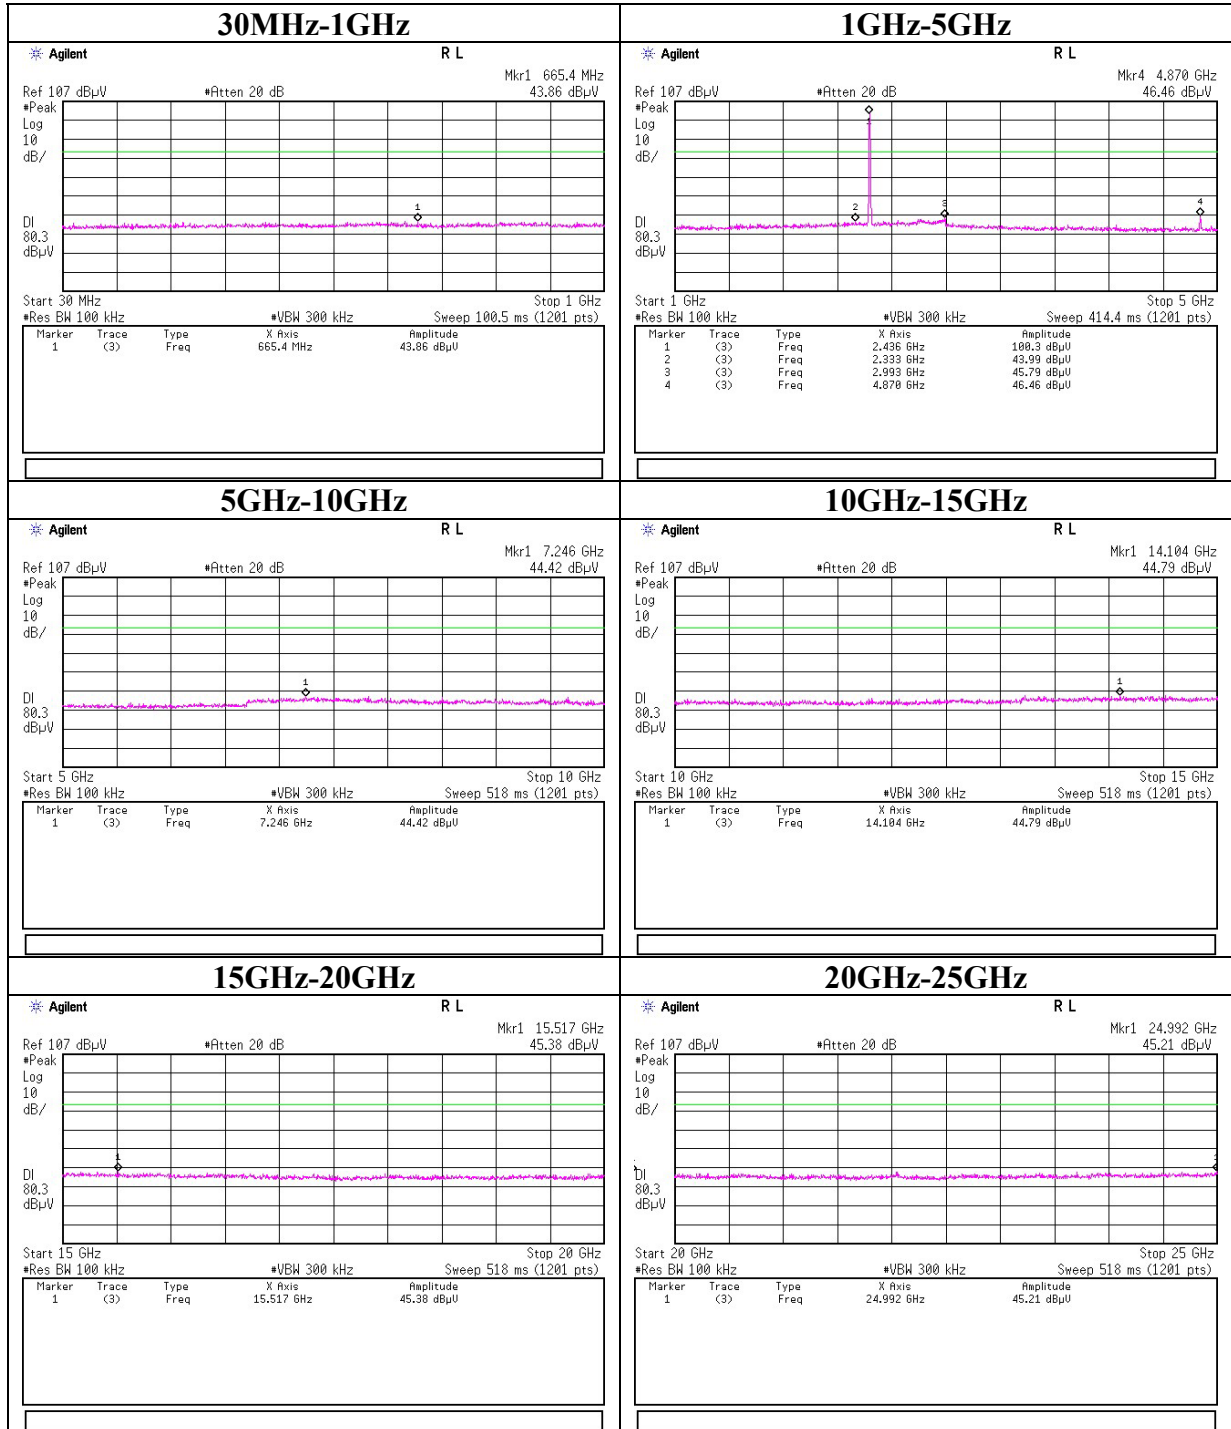 30MHz-1GHz
Agilent R L
Mkr1 665.4 MHz
Ref 107 dBµV #Atten 20 dB 43.86 dBµV
#Peak
Log
10
dB/
1
DI
80.3
dBµV
Start 30 MHz Stop 1 GHz
#Res BW 100 kHz #VBW 300 kHz Sweep 100.5 ms (1201 pts)
Marker Trace Type X Axis Amplitude
1 (3) Freq 665.4 MHz 43.86 dBµV
1GHz-5GHz
Agilent R L
Mkr4 4.870 GHz
Ref 107 dBµV #Atten 20 dB 46.46 dBµV
#Peak
Log
10
dB/
1
2 3 4
DI
80.3
dBµV
Start 1 GHz Stop 5 GHz
#Res BW 100 kHz #VBW 300 kHz Sweep 414.4 ms (1201 pts)
Marker Trace Type X Axis Amplitude
1 (3) Freq 2.436 GHz 100.3 dBµV
2 (3) Freq 2.333 GHz 43.99 dBµV
3 (3) Freq 2.993 GHz 45.79 dBµV
4 (3) Freq 4.870 GHz 46.46 dBµV
5GHz-10GHz
Agilent R L
Mkr1 7.246 GHz
Ref 107 dBµV #Atten 20 dB 44.42 dBµV
#Peak
Log
10
dB/
1
DI
80.3
dBµV
Start 5 GHz Stop 10 GHz
#Res BW 100 kHz #VBW 300 kHz Sweep 518 ms (1201 pts)
Marker Trace Type X Axis Amplitude
1 (3) Freq 7.246 GHz 44.42 dBµV
10GHz-15GHz
Agilent R L
Mkr1 14.104 GHz
Ref 107 dBµV #Atten 20 dB 44.79 dBµV
#Peak
Log
10
dB/
1
DI
80.3
dBµV
Start 10 GHz Stop 15 GHz
#Res BW 100 kHz #VBW 300 kHz Sweep 518 ms (1201 pts)
Marker Trace Type X Axis Amplitude
1 (3) Freq 14.104 GHz 44.79 dBµV
15GHz-20GHz
Agilent R L
Mkr1 15.517 GHz
Ref 107 dBµV #Atten 20 dB 45.38 dBµV
#Peak
Log
10
dB/
1
DI
80.3
dBµV
Start 15 GHz Stop 20 GHz
#Res BW 100 kHz #VBW 300 kHz Sweep 518 ms (1201 pts)
Marker Trace Type X Axis Amplitude
1 (3) Freq 15.517 GHz 45.38 dBµV
20GHz-25GHz
Agilent R L
Mkr1 24.992 GHz
Ref 107 dBµV #Atten 20 dB 45.21 dBµV
#Peak
Log
10
dB/
DI
80.3
dBµV
Start 20 GHz Stop 25 GHz
#Res BW 100 kHz #VBW 300 kHz Sweep 518 ms (1201 pts)
Marker Trace Type X Axis Amplitude
1 (3) Freq 24.992 GHz 45.21 dBµV